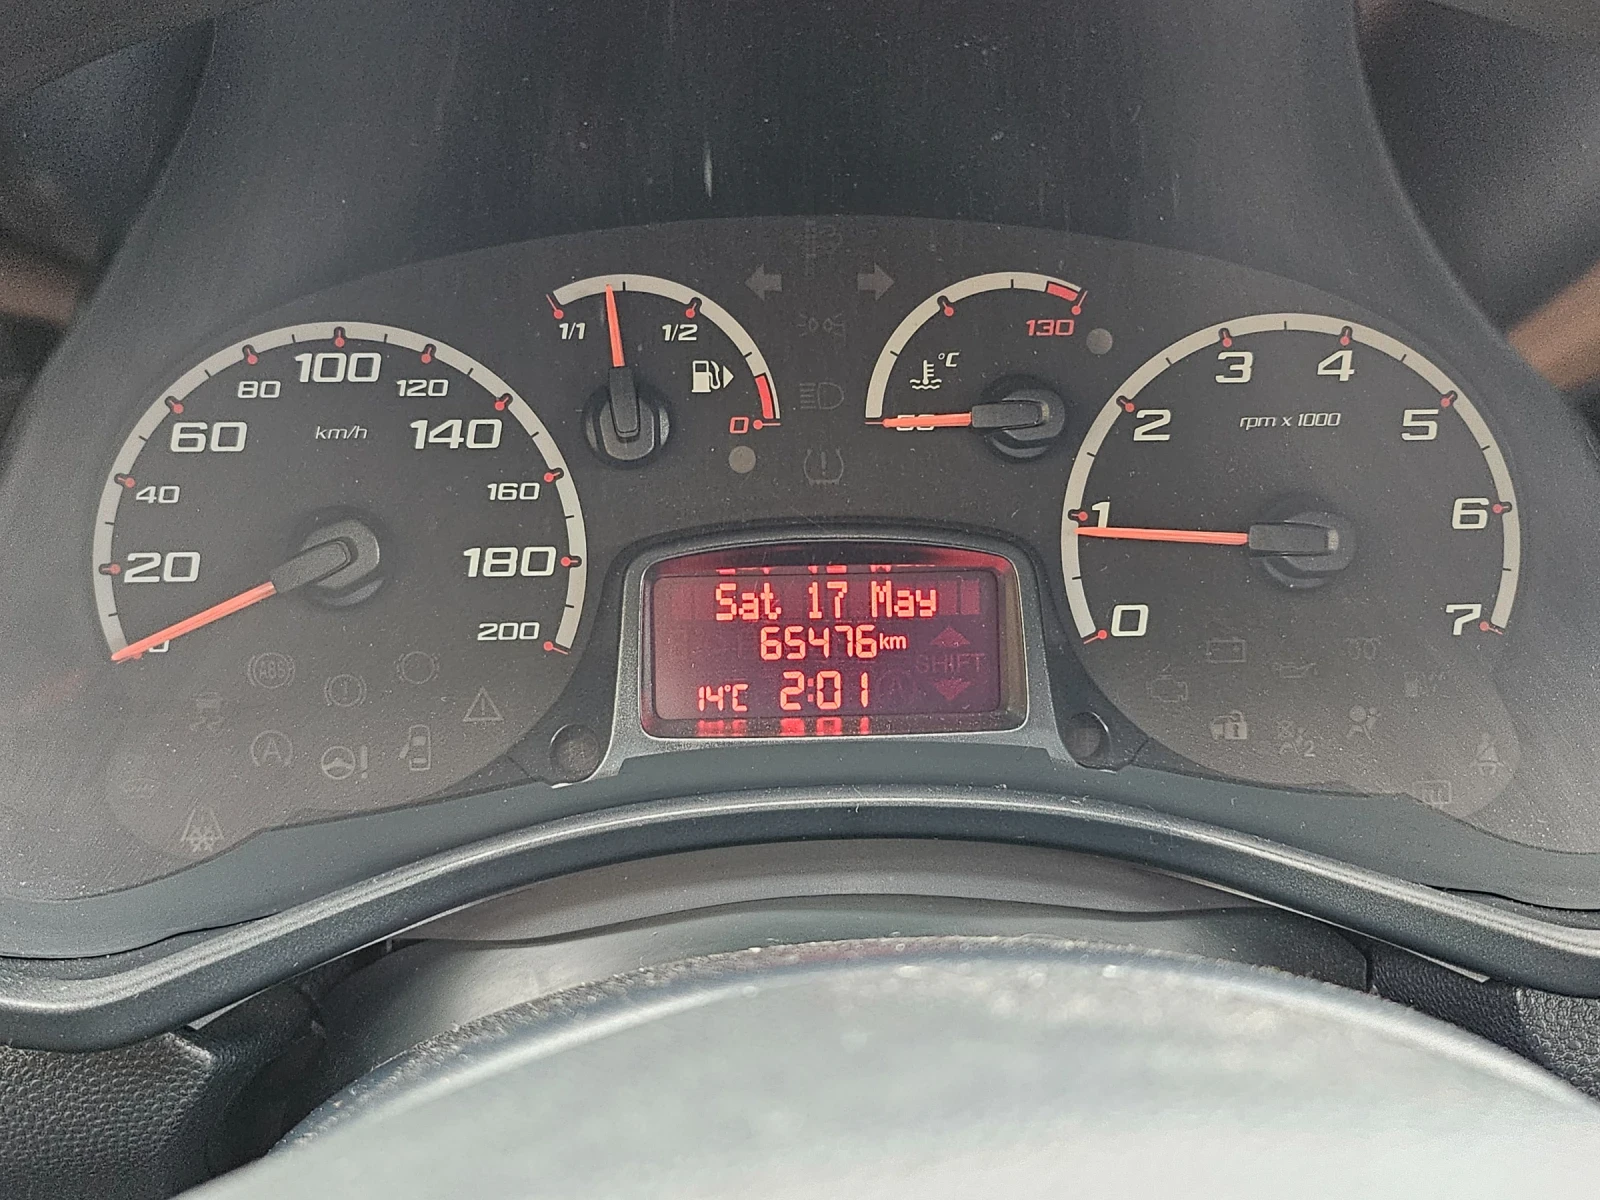 1/1 1/2 0
°C 130
20 40 60 80 100 120 140 160 180 200
km/h
0 1 2 3 4 5 6 7
rpm x 1000
Sat 17 May
65476km
SHIFT
14°C 2:01
ABS